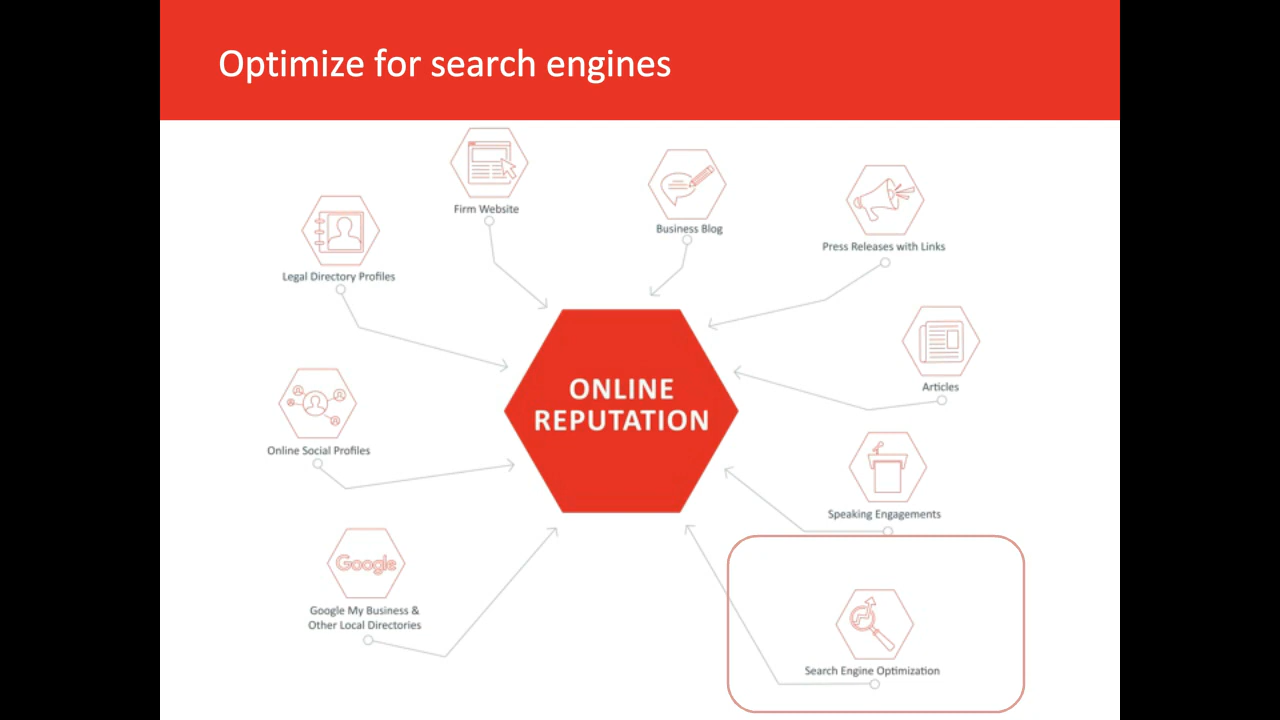 Optimize for search engines
Firm Website
Business Blog
Press Releases with Links
Legal Directory Profiles
Articles
ONLINE
REPUTATION
Online Social Profiles
Speaking Engagements
Google
Google My Business &
Other Local Directories
Search Engine Optimization